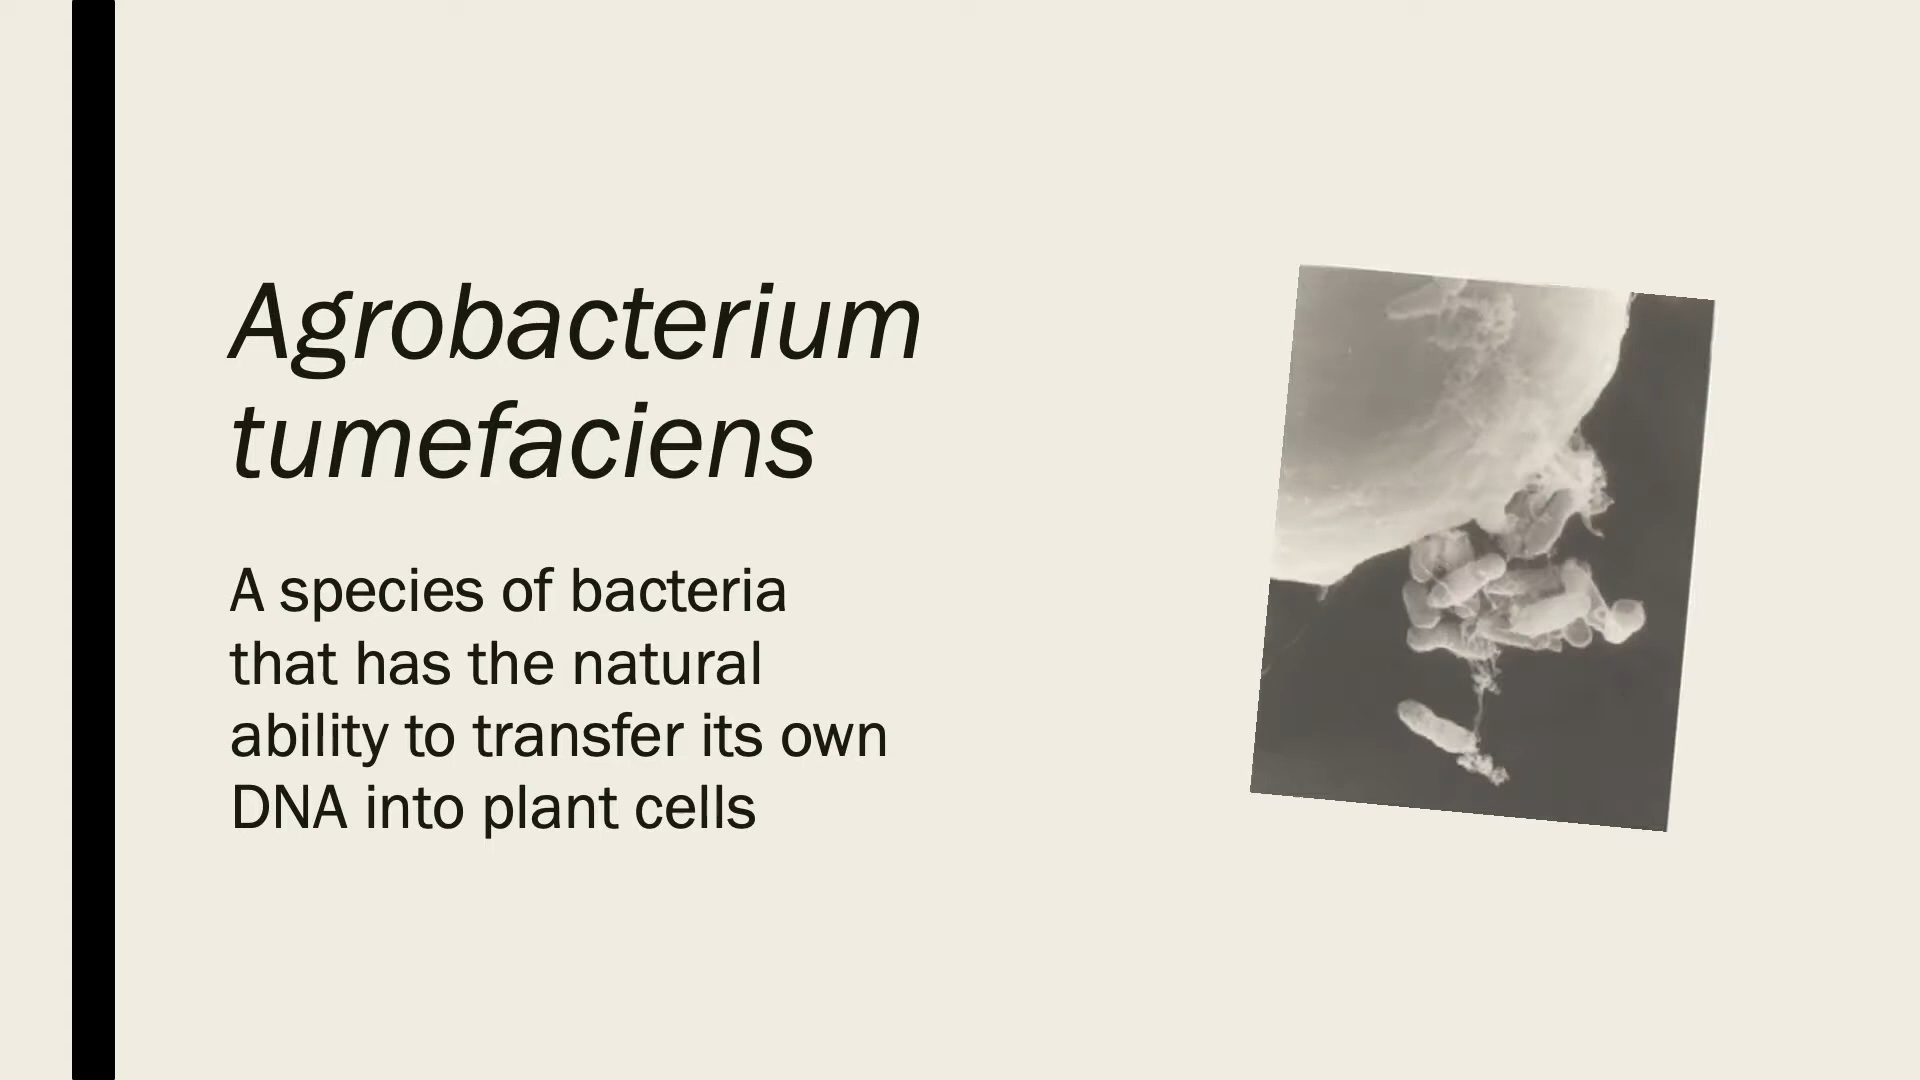 Agrobacterium
tumefaciens
A species of bacteria
that has the natural
ability to transfer its own
DNA into plant cells